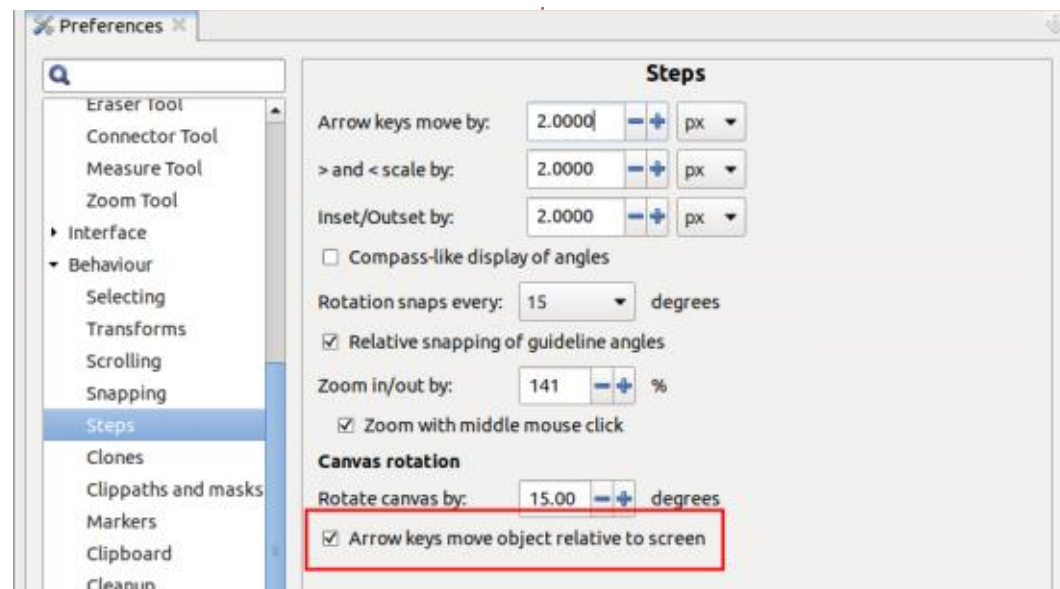 Preferences
Steps
Eraser Tool
Connector Tool
Measure Tool
Zoom Tool
Interface
Behaviour
Selecting
Transforms
Scrolling
Snapping
Steps
Clones
Clippaths and masks
Markers
Clipboard
Cleanup
Arrow keys move by: 2.0000 px
> and < scale by: 2.0000 px
Inset/Outset by: 2.0000 px
Compass-like display of angles
Rotation snaps every: 15 degrees
Relative snapping of guideline angles
Zoom in/out by: 141 %
Zoom with middle mouse click
Canvas rotation
Rotate canvas by: 15.00 degrees
Arrow keys move object relative to screen